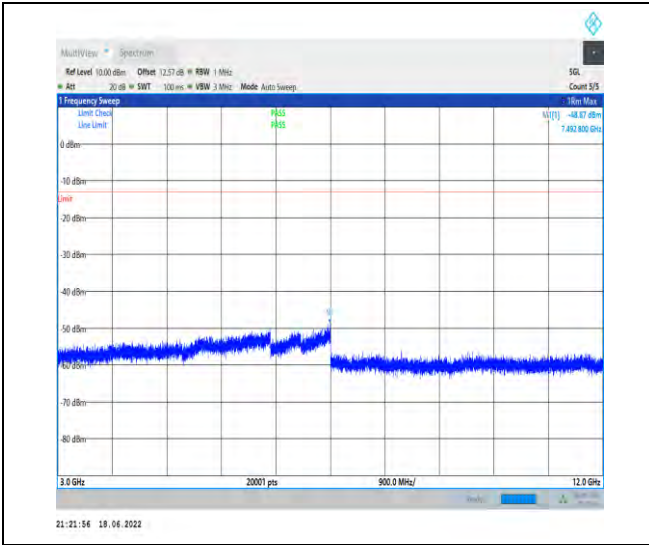 MultiView Spectrum
Ref Level 10.00 dBm Offset 12.57 dB RBW 1 MHz SGL
Att 20 dB SWT 100 ms VBW 3 MHz Mode Auto Sweep Count 5/5
1 Frequency Sweep 1Rm Max
Limit Check PASS M1[1] -48.87 dBm
Line Limit PASS 7.492 800 GHz
0 dBm
-10 dBm
Limit
-20 dBm
-30 dBm
-40 dBm
-50 dBm
-60 dBm
-70 dBm
-80 dBm
3.0 GHz 20001 pts 900.0 MHz/ 12.0 GHz
21:21:56 18.06.2022